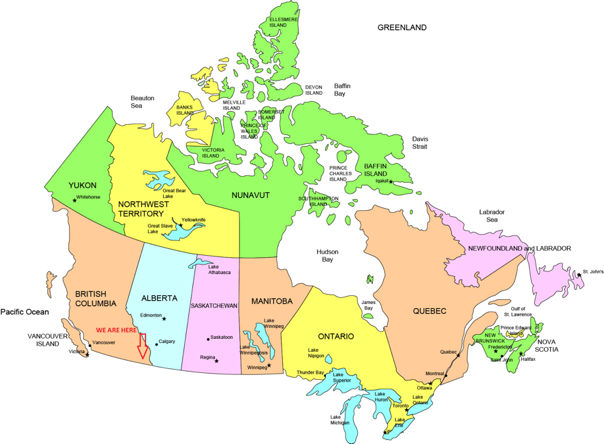 ELLESMERE
ISLAND
GREENLAND
DEVON
ISLAND
Baffin
Bay
Beauton
Sea
BANKS
ISLAND
MELVILLE
ISLAND
SOMERSET
ISLAND
PRINCE OF
WALES
ISLAND
VICTORIA
ISLAND
Davis
Strait
PRINCE
CHARLES
ISLAND
BAFFIN
ISLAND
Iqaluit
YUKON
Whitehorse
Great Bear
Lake
NORTHWEST
TERRITORY
NUNAVUT
SOUTHHAMPTON
ISLAND
Yellowknife
Great Slave
Lake
Labrador
Sea
Hudson
Bay
NEWFOUNDLAND and LABRADOR
St. John's
Lake
Athabasca
BRITISH
COLUMBIA
ALBERTA
SASKATCHEWAN
MANITOBA
James
Bay
QUEBEC
Gulf of
St. Lawrence
Pacific Ocean
Edmonton
WE ARE HERE
Lake
Winnipeg
ONTARIO
Prince Edward
Island
VANCOUVER
ISLAND
Vancouver
Victoria
Calgary
Saskatoon
Regina
Lake
Winnipegosis
Winnipeg
Lake
Nipigon
Thunder Bay
Lake
Superior
NEW
BRUNSWICK
Fredericton
Saint John
Halifax
NOVA
SCOTIA
Quebec
Montreal
Ottawa
Lake
Michigan
Lake
Huron
Toronto
Lake
Ontario
Lake
Erie